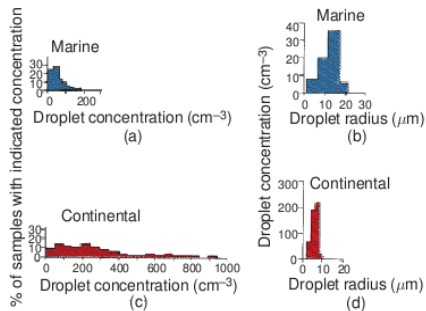 % of samples with indicated concentration
Marine
30
20
10
0
0 200
Droplet concentration (cm−3)
(a)
Droplet concentration (cm−3)
Marine
40
30
20
10
0
0 10 20 30
Droplet radius (μm)
(b)
Continental
30
20
10
0
0 200 400 600 800 1000
Droplet concentration (cm−3)
(c)
Continental
300
200
100
0
0 10 20
Droplet radius (μm)
(d)